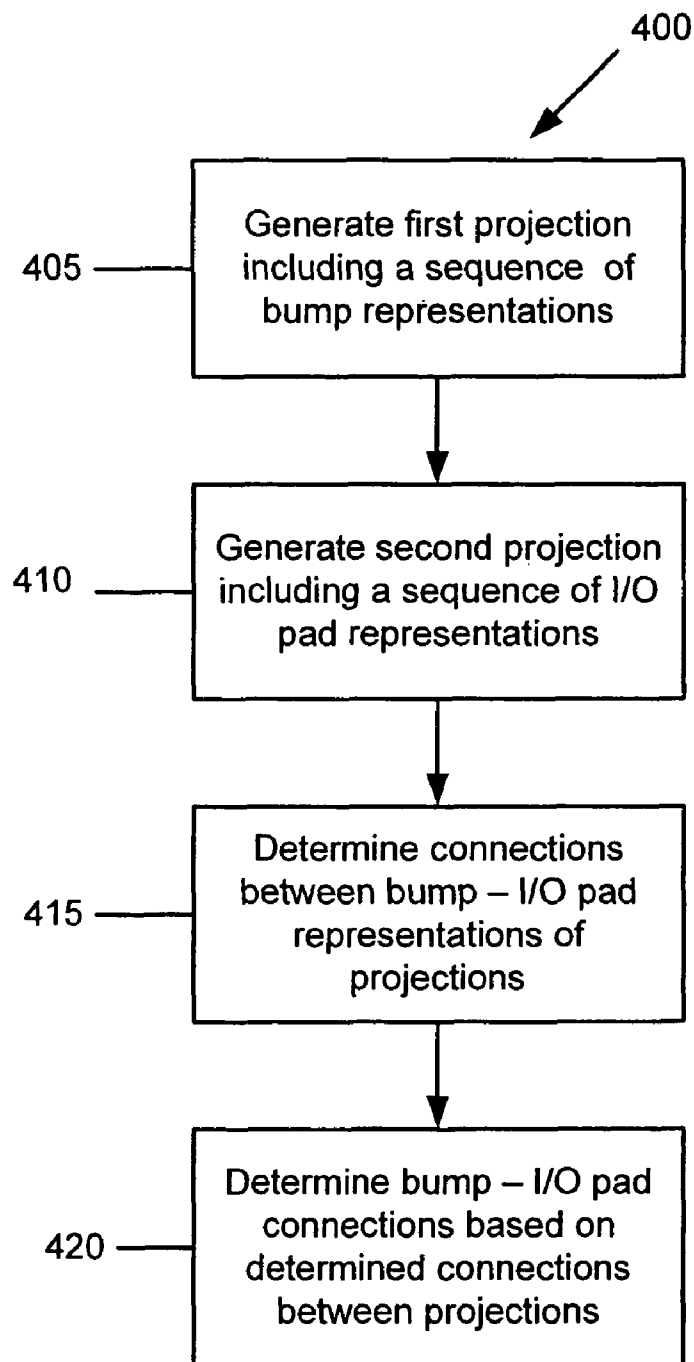 400
405
Generate first projection
including a sequence of
bump representations
410
Generate second projection
including a sequence of I/O
pad representations
415
Determine connections
between bump – I/O pad
representations of
projections
420
Determine bump – I/O pad
connections based on
determined connections
between projections